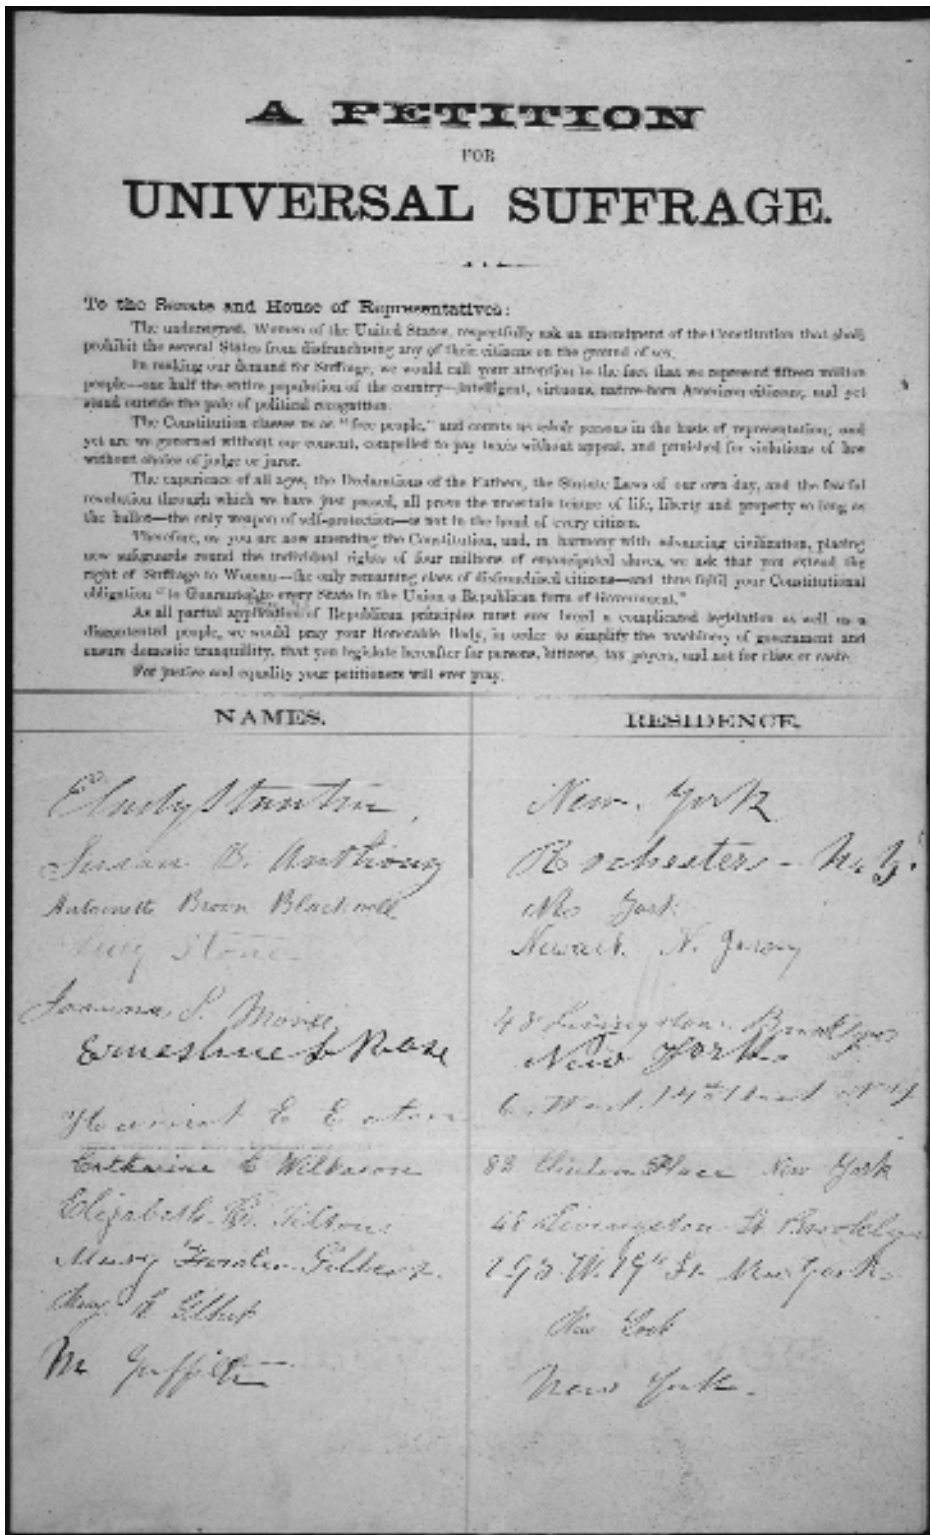 A PETITION
FOR
UNIVERSAL SUFFRAGE.
To the Senate and House of Representatives:
The undersigned, Women of the United States, respectfully ask an amendment of the Constitution that shall
prohibit the several States from disfranchising any of their citizens on the ground of sex.
In making our demand for Suffrage, we would call your attention to the fact that we represent fifteen million
people—one half the entire population of the country—intelligent, virtuous, native-born American citizens; and yet
stand outside the pale of political recognition.
The Constitution classes us as "free people," and counts us whole persons in the basis of representation; and
yet are we governed without our consent, compelled to pay taxes without appeal, and punished for violations of law
without choice of judge or juror.
The experience of all ages, the Declarations of the Fathers, the Statute Laws of our own day, and the fearful
revolution through which we have just passed, all prove the uncertain tenure of life, liberty and property so long as
the ballot—the only weapon of self-protection—is not in the hand of every citizen.
Therefore, as you are now amending the Constitution, and, in harmony with advancing civilization, placing
new safeguards round the individual rights of four millions of emancipated slaves, we ask that you extend the
right of Suffrage to Woman—the only remaining class of disfranchised citizens—and thus fulfil your Constitutional
obligation "to Guarantee to every State in the Union a Republican form of Government."
As all partial application of Republican principles must ever breed a complicated legislation as well as a
discontented people, we would pray your Honorable Body, in order to simplify the machinery of government and
ensure domestic tranquillity, that you legislate hereafter for persons, citizens, tax payers, and not for class or caste.
For justice and equality your petitioners will ever pray.
NAMES. RESIDENCE.
E Cady Stanton, New York
Susan B. Anthony Rochester - N. Y.
Antoinette Brown Blackwell New York
Lucy Stone Newark N. Jersey
Joanna S. Morse 48 Livingston. Brooklyn
Ernestine L Rose New York
Harriet E Eaton 6 West 14th Street N Y
Catharine C Wilkeson 83 Clinton Place New York
Elizabeth R. Tilton 48 Livingston St Brooklyn
Mary Fowler Gilbert 293 W. 19th St. New York
Mary E Gilbert New York
M Griffith New York.